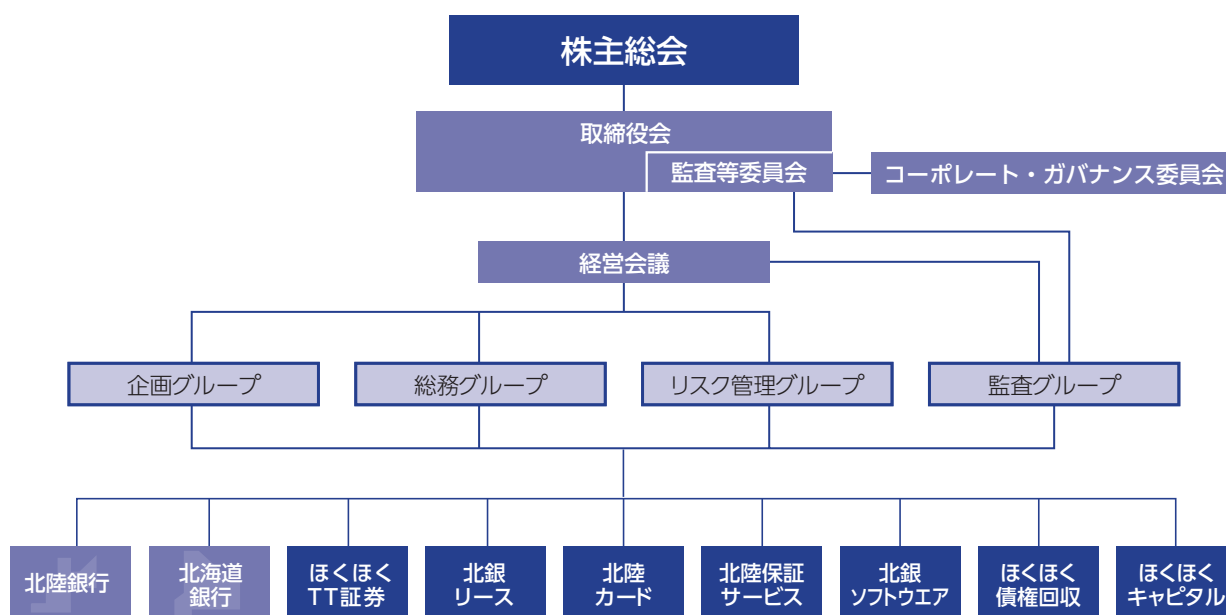 株主総会
取締役会
監査等委員会
コーポレート・ガバナンス委員会
経営会議
企画グループ
総務グループ
リスク管理グループ
監査グループ
北陸銀行
北海道
銀行
ほくほく
TT証券
北銀
リース
北陸
カード
北陸保証
サービス
北銀
ソフトウエア
ほくほく
債権回収
ほくほく
キャピタル